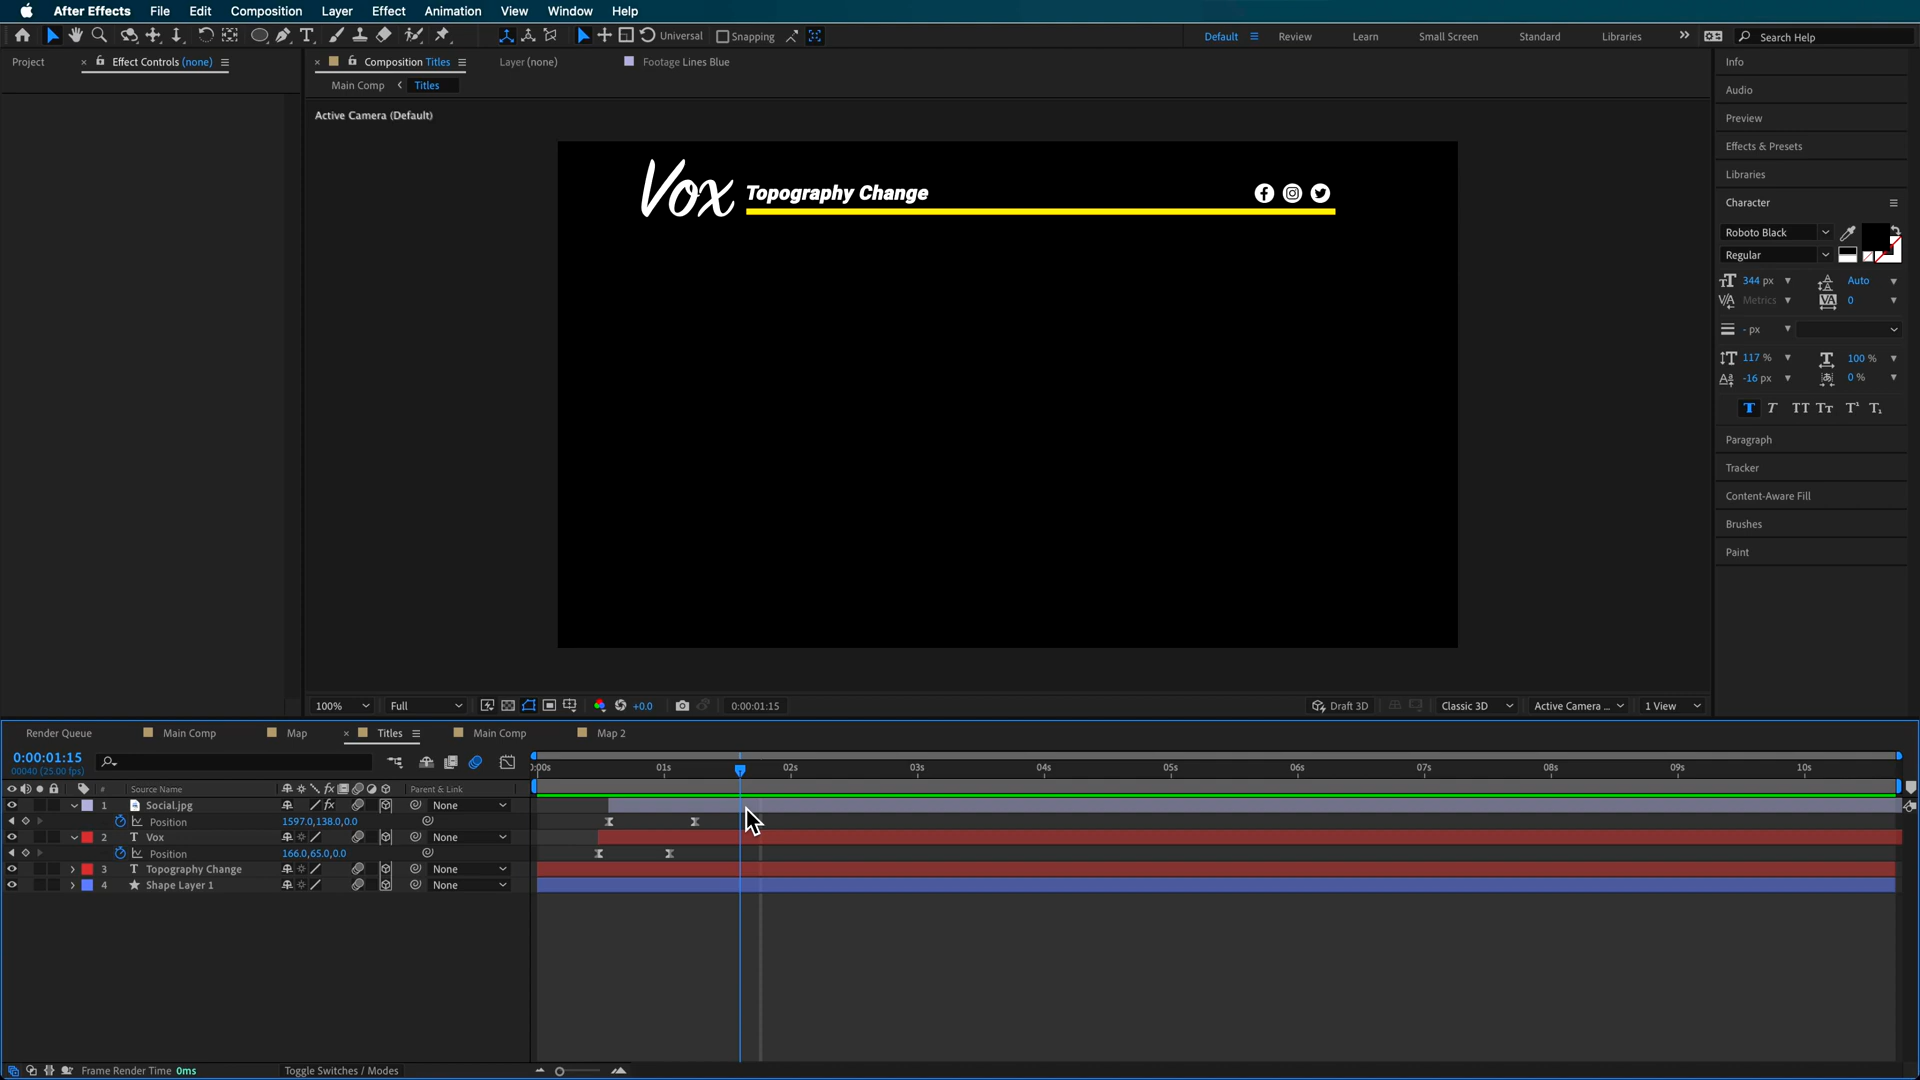 After Effects File Edit Composition Layer Effect Animation View Window Help
Universal Snapping Default Review Learn Small Screen Standard Libraries Search Help
Project Effect Controls (none) Composition Titles Layer (none) Footage Lines Blue
Main Comp Titles
Active Camera (Default)
Vox Topography Change
Info
Audio
Preview
Effects & Presets
Libraries
Character
Roboto Black
Regular
344 px Auto
Metrics 0
- px
117 % 100 %
-16 px 0 %
Paragraph
Tracker
Content-Aware Fill
Brushes
Paint
100% Full +0.0 0:00:01:15 Draft 3D Classic 3D Active Camera ... 1 View
Render Queue Main Comp Map Titles Main Comp Map 2
0:00:01:15
00040 (25.00 fps)
:00s 01s 02s 03s 04s 05s 06s 07s 08s 09s 10s
# Source Name Parent & Link
1 Social.jpg None
Position 1597.0,138.0,0.0
2 Vox None
Position 166.0,65.0,0.0
3 Topography Change None
4 Shape Layer 1 None
Frame Render Time 0ms Toggle Switches / Modes